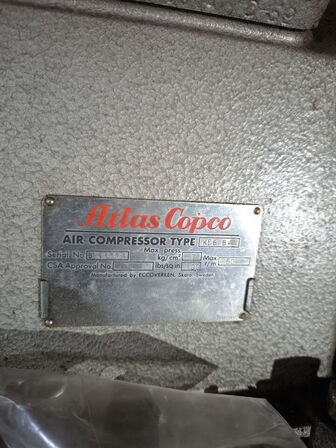 Atlas Copco
AIR COMPRESSOR TYPE
Max press
Serial No kg/cm² Max
CSA Approval No lbs/sq in r/m
Manufactured by ECCOVERKEN, Skara, Sweden